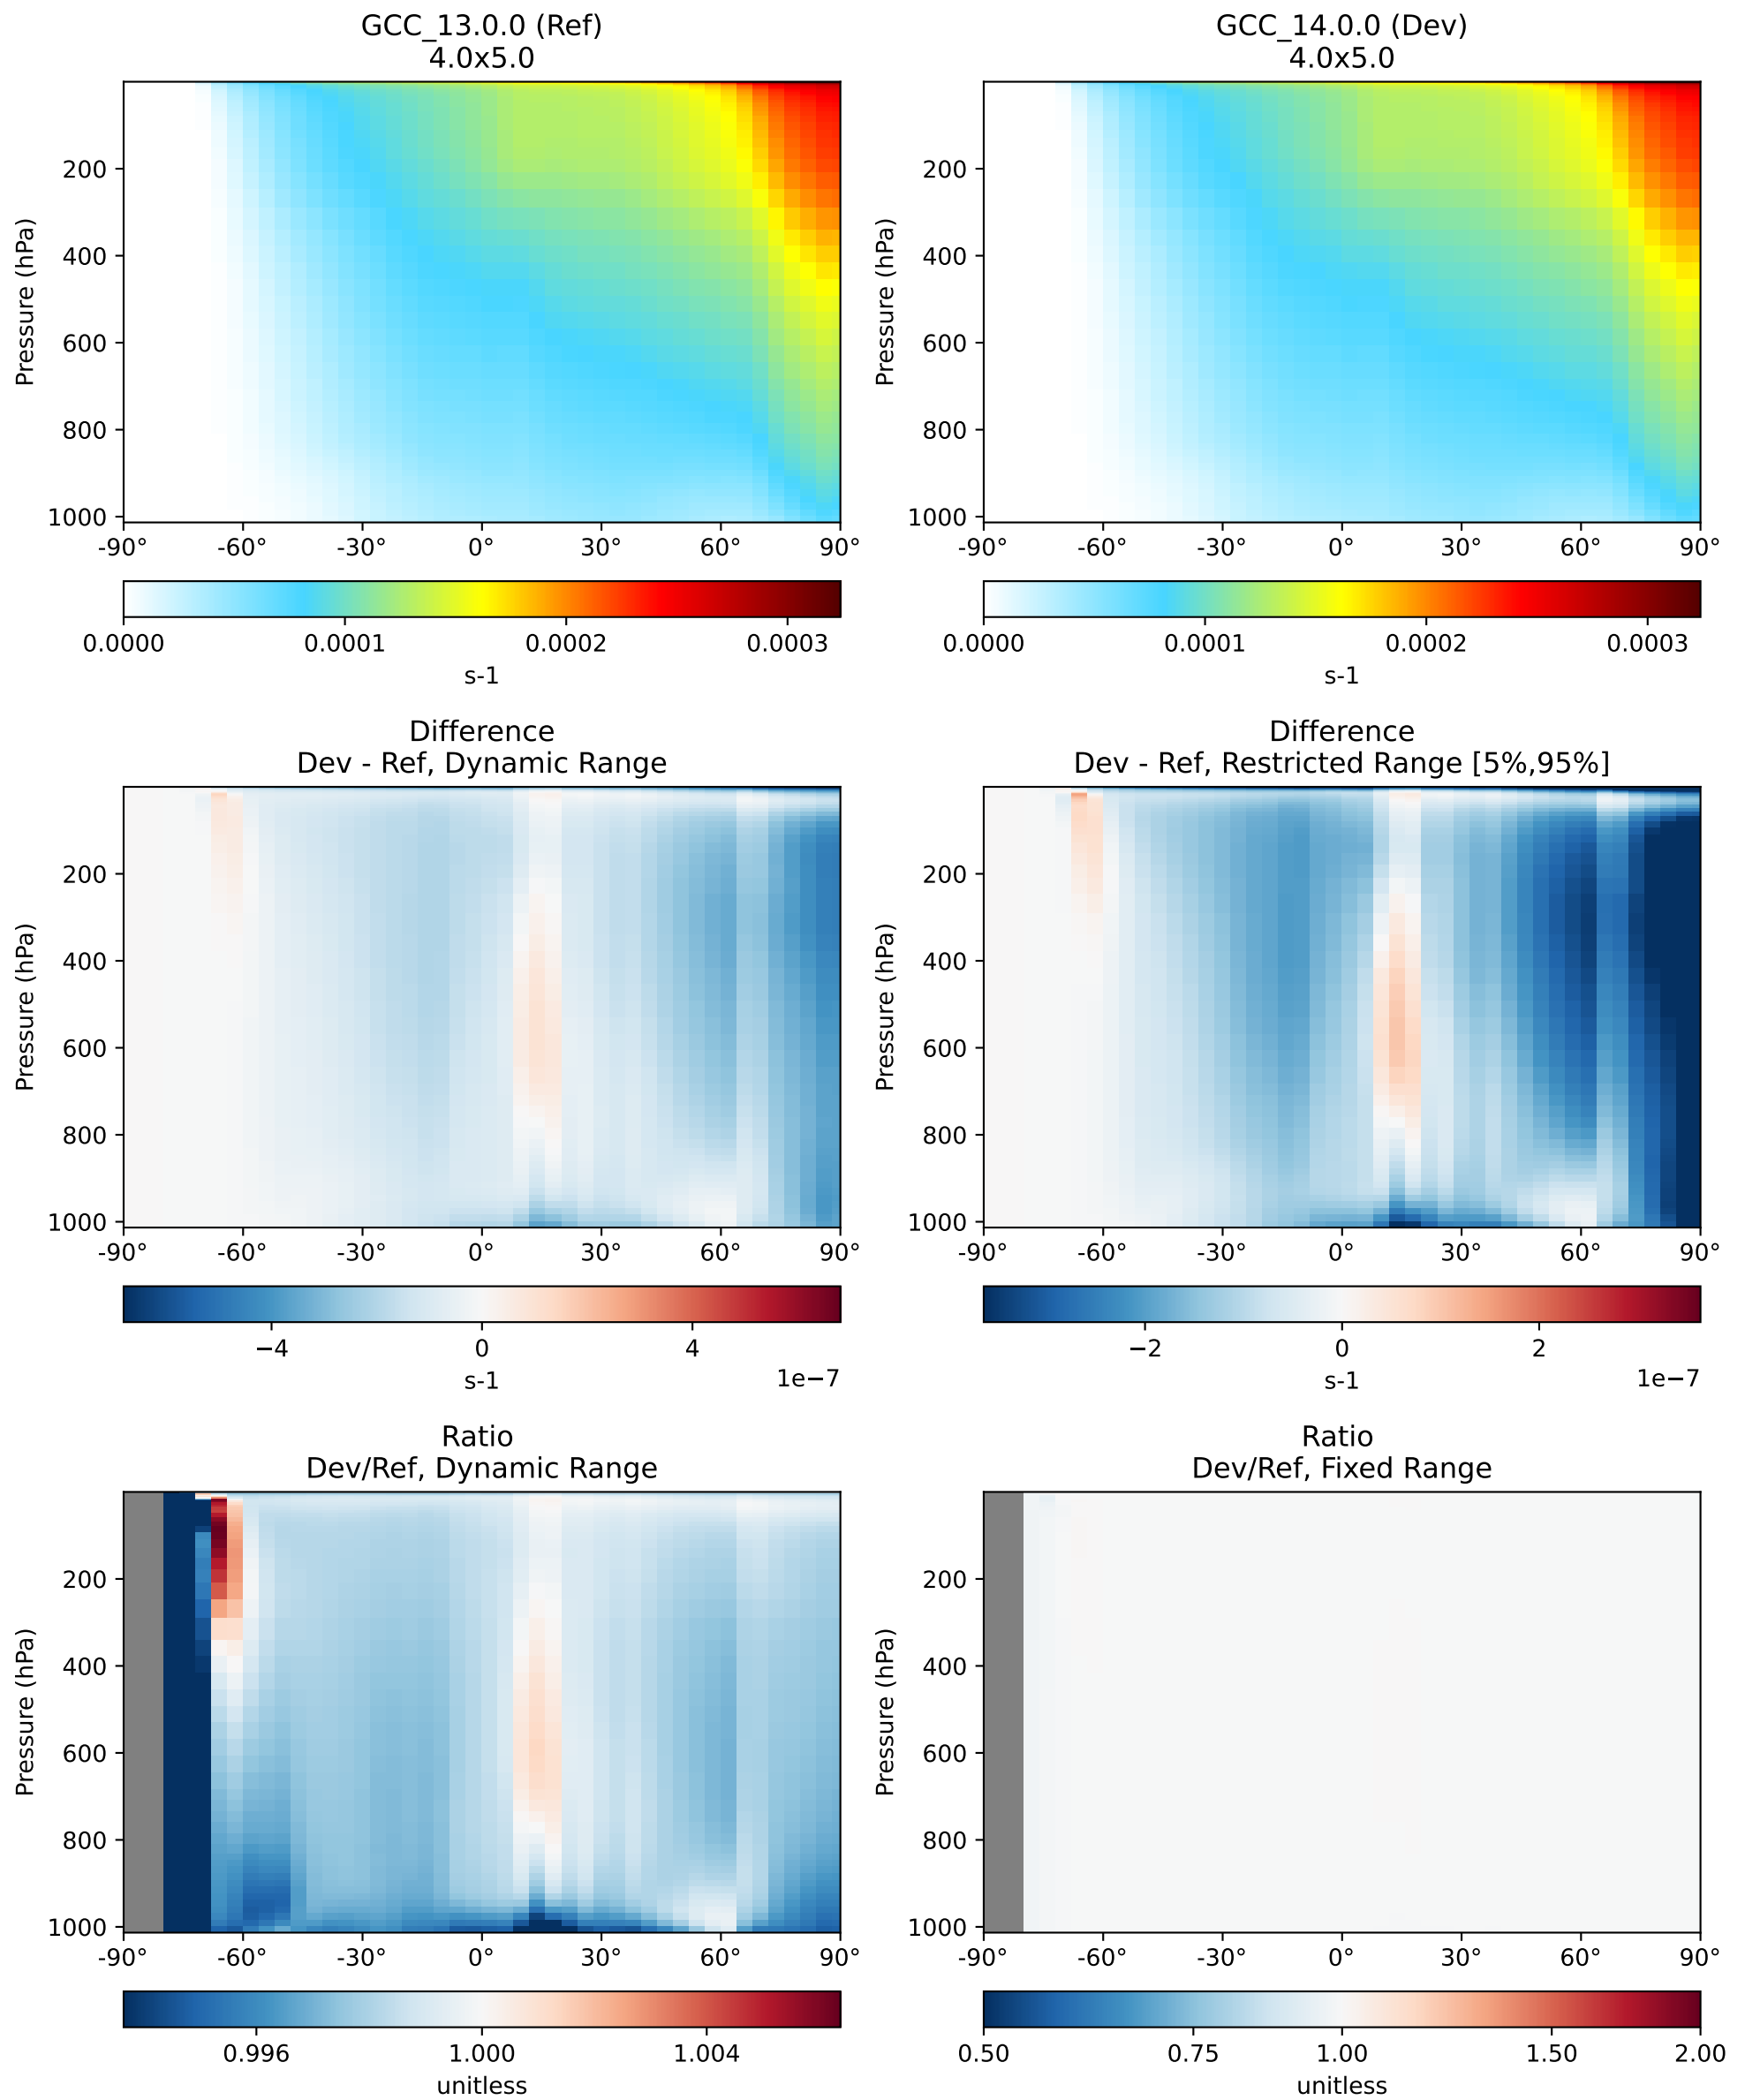 GCC_13.0.0 (Ref)
4.0x5.0
GCC_14.0.0 (Dev)
4.0x5.0
Pressure (hPa)
200
400
600
800
1000
-90° -60° -30° 0° 30° 60° 90°
0.0000 0.0001 0.0002 0.0003
s-1
Pressure (hPa)
200
400
600
800
1000
-90° -60° -30° 0° 30° 60° 90°
0.0000 0.0001 0.0002 0.0003
s-1
Difference
Dev - Ref, Dynamic Range
Pressure (hPa)
200
400
600
800
1000
-90° -60° -30° 0° 30° 60° 90°
−4 0 4
1e−7
s-1
Difference
Dev - Ref, Restricted Range [5%,95%]
Pressure (hPa)
200
400
600
800
1000
-90° -60° -30° 0° 30° 60° 90°
−2 0 2
1e−7
s-1
Ratio
Dev/Ref, Dynamic Range
Pressure (hPa)
200
400
600
800
1000
-90° -60° -30° 0° 30° 60° 90°
0.996 1.000 1.004
unitless
Ratio
Dev/Ref, Fixed Range
Pressure (hPa)
200
400
600
800
1000
-90° -60° -30° 0° 30° 60° 90°
0.50 0.75 1.00 1.50 2.00
unitless